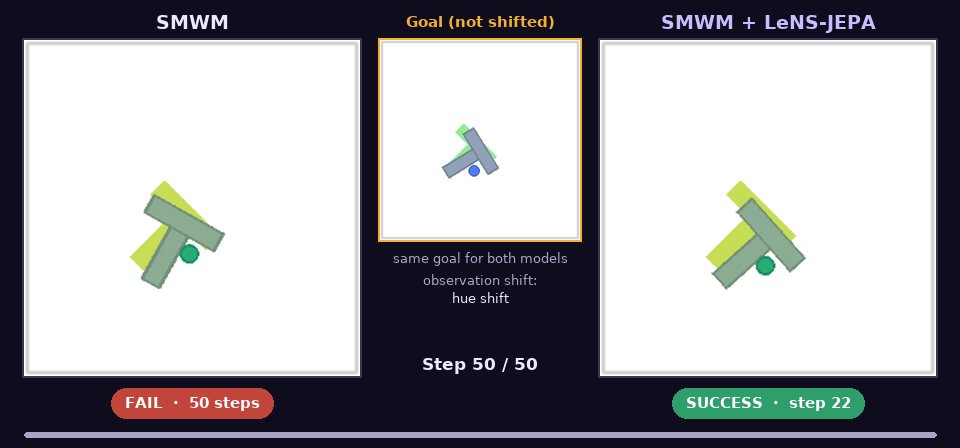 SMWM
Goal (not shifted)
SMWM + LeNS-JEPA
same goal for both models
observation shift:
hue shift
Step 50 / 50
FAIL · 50 steps
SUCCESS · step 22